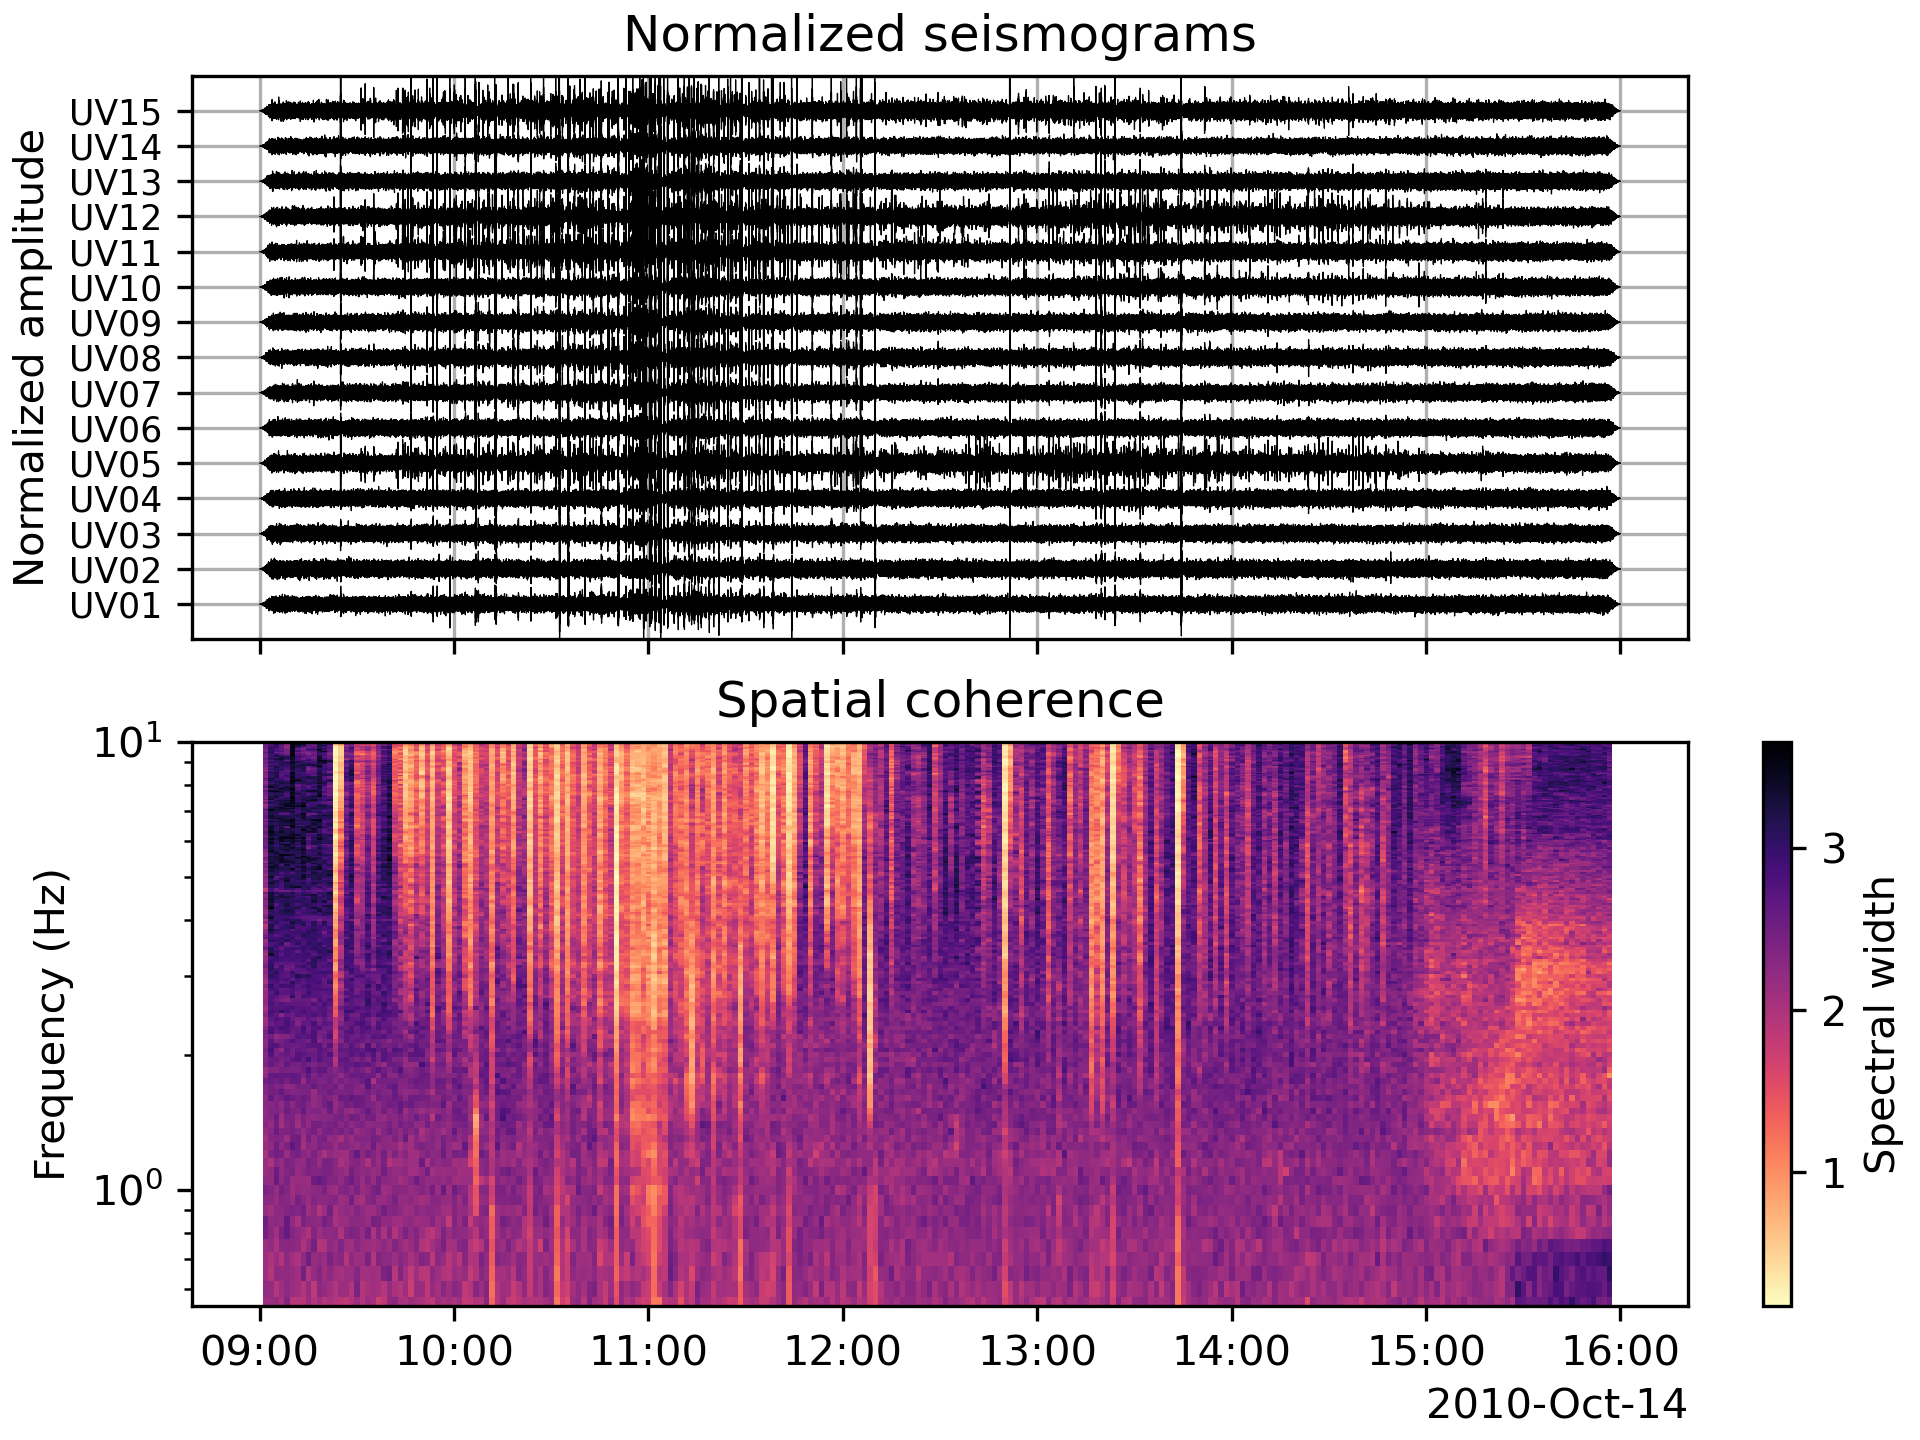 Normalized seismograms
Normalized amplitude
UV15
UV14
UV13
UV12
UV11
UV10
UV09
UV08
UV07
UV06
UV05
UV04
UV03
UV02
UV01
Spatial coherence
Frequency (Hz)
10¹
10⁰
3
2
1
Spectral width
09:00 10:00 11:00 12:00 13:00 14:00 15:00 16:00
2010-Oct-14